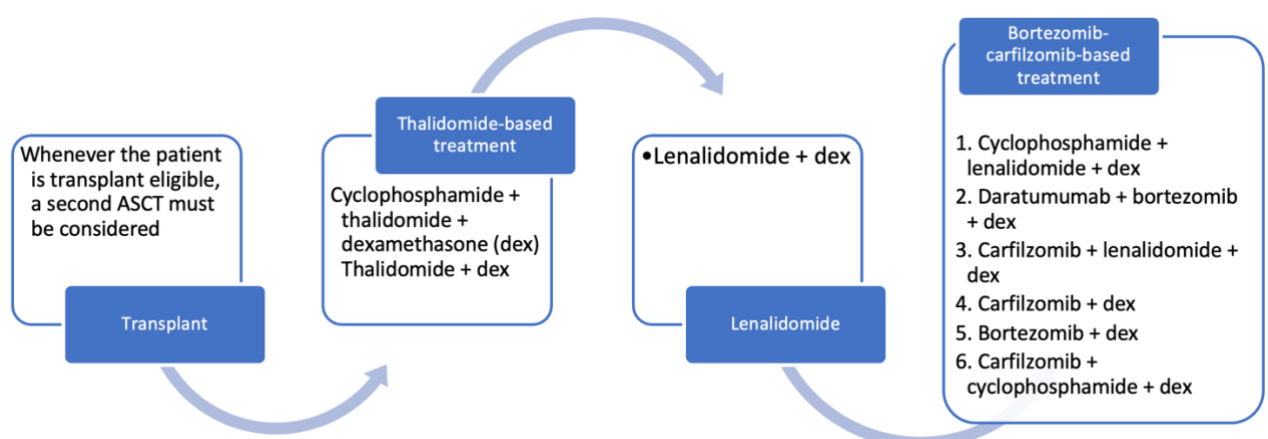 Whenever the patient
is transplant eligible,
a second ASCT must
be considered
Transplant
Thalidomide-based
treatment
Cyclophosphamide +
thalidomide +
dexamethasone (dex)
Thalidomide + dex
•Lenalidomide + dex
Lenalidomide
Bortezomib-
carfilzomib-based
treatment
1. Cyclophosphamide +
lenalidomide + dex
2. Daratumumab + bortezomib
+ dex
3. Carfilzomib + lenalidomide +
dex
4. Carfilzomib + dex
5. Bortezomib + dex
6. Carfilzomib +
cyclophosphamide + dex